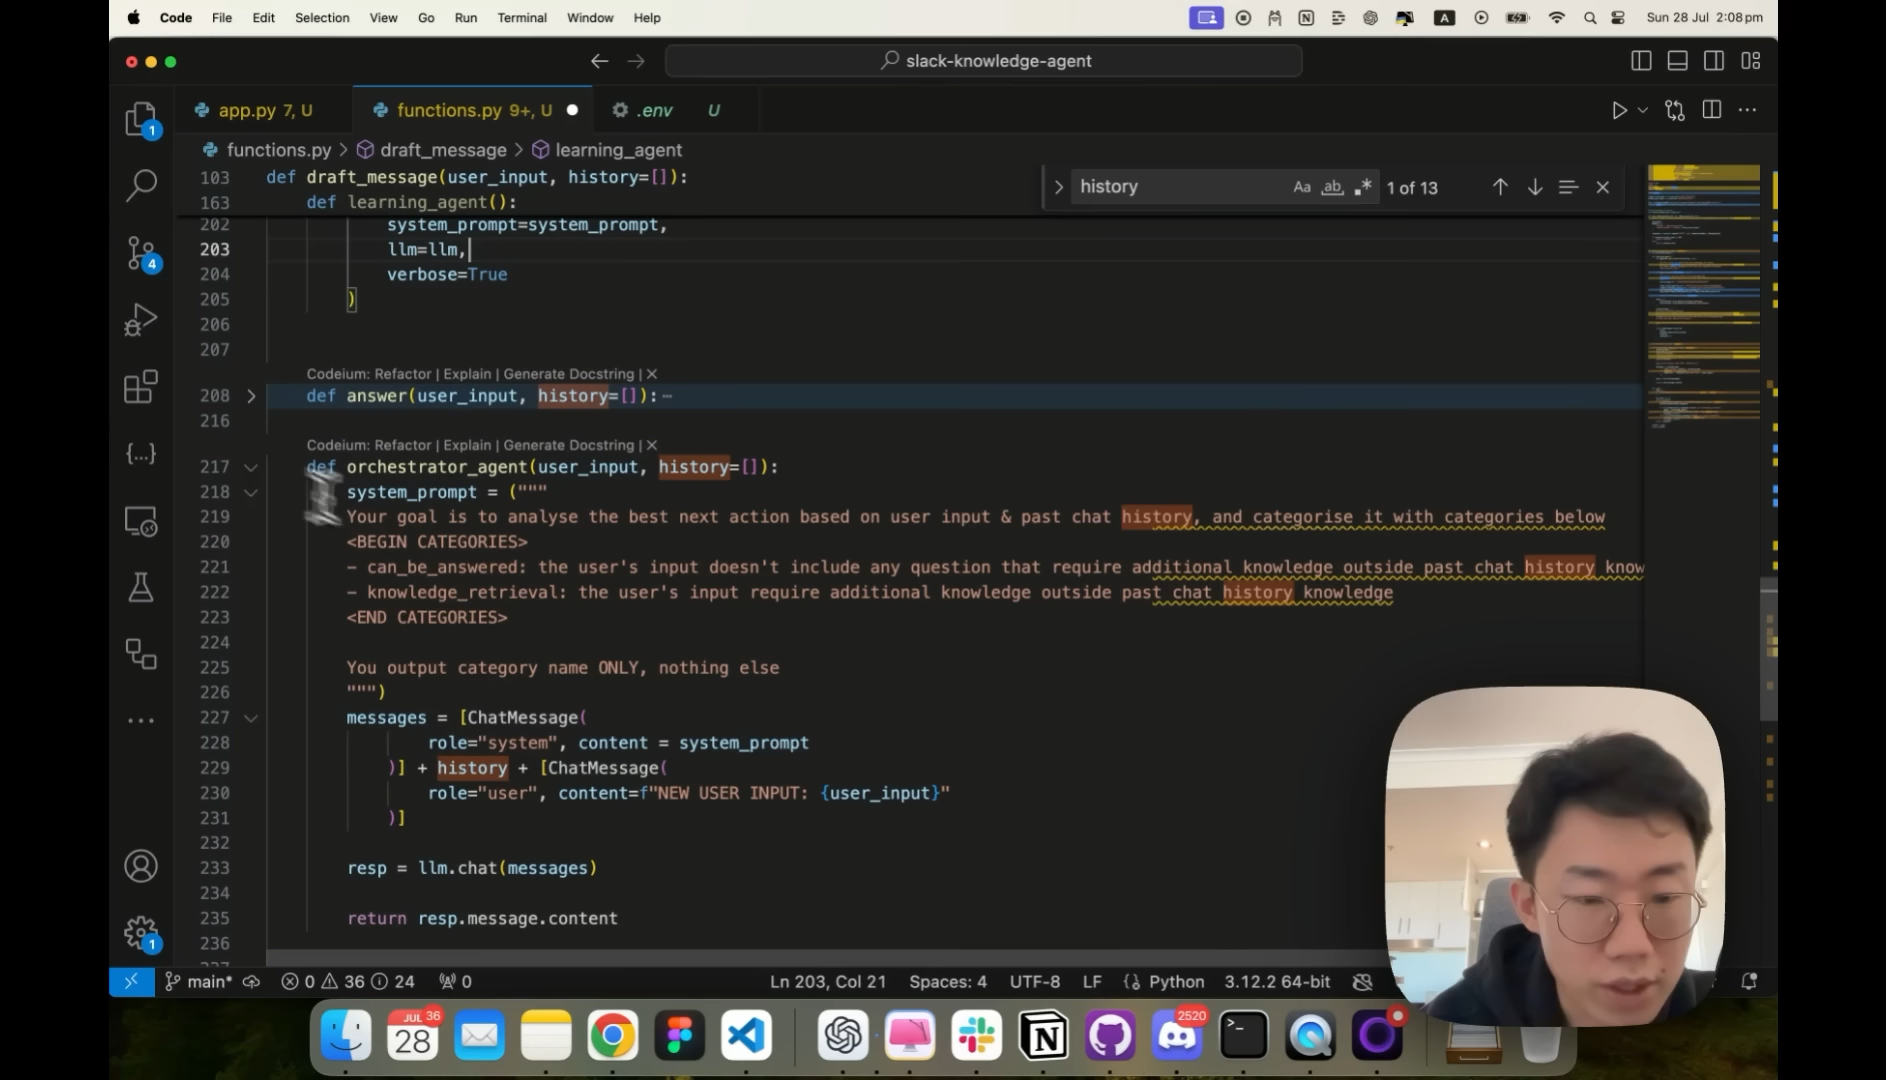 Code File Edit Selection View Go Run Terminal Window Help
A
Sun 28 Jul 2:08 pm
slack-knowledge-agent
app.py 7, U
functions.py 9+, U
.env U
functions.py > draft_message > learning_agent
history
Aa ab
1 of 13
103 def draft_message(user_input, history=[]):
163 def learning_agent():
202 system_prompt=system_prompt,
203 llm=llm,
204 verbose=True
205 )
206
207
Codeium: Refactor | Explain | Generate Docstring | X
208 def answer(user_input, history=[]):
216
Codeium: Refactor | Explain | Generate Docstring | X
217 def orchestrator_agent(user_input, history=[]):
218 system_prompt = ("""
219 Your goal is to analyse the best next action based on user input & past chat history, and categorise it with categories below
220 <BEGIN CATEGORIES>
221 - can_be_answered: the user's input doesn't include any question that require additional knowledge outside past chat history know
222 - knowledge_retrieval: the user's input require additional knowledge outside past chat history knowledge
223 <END CATEGORIES>
224
225 You output category name ONLY, nothing else
226 """)
227 messages = [ChatMessage(
228 role="system", content = system_prompt
229 )] + history + [ChatMessage(
230 role="user", content=f"NEW USER INPUT: {user_input}"
231 )]
232
233 resp = llm.chat(messages)
234
235 return resp.message.content
236
1
4
1
main* 0 36 24 0
Ln 203, Col 21 Spaces: 4 UTF-8 LF {} Python 3.12.2 64-bit
JUL 36
28
2520